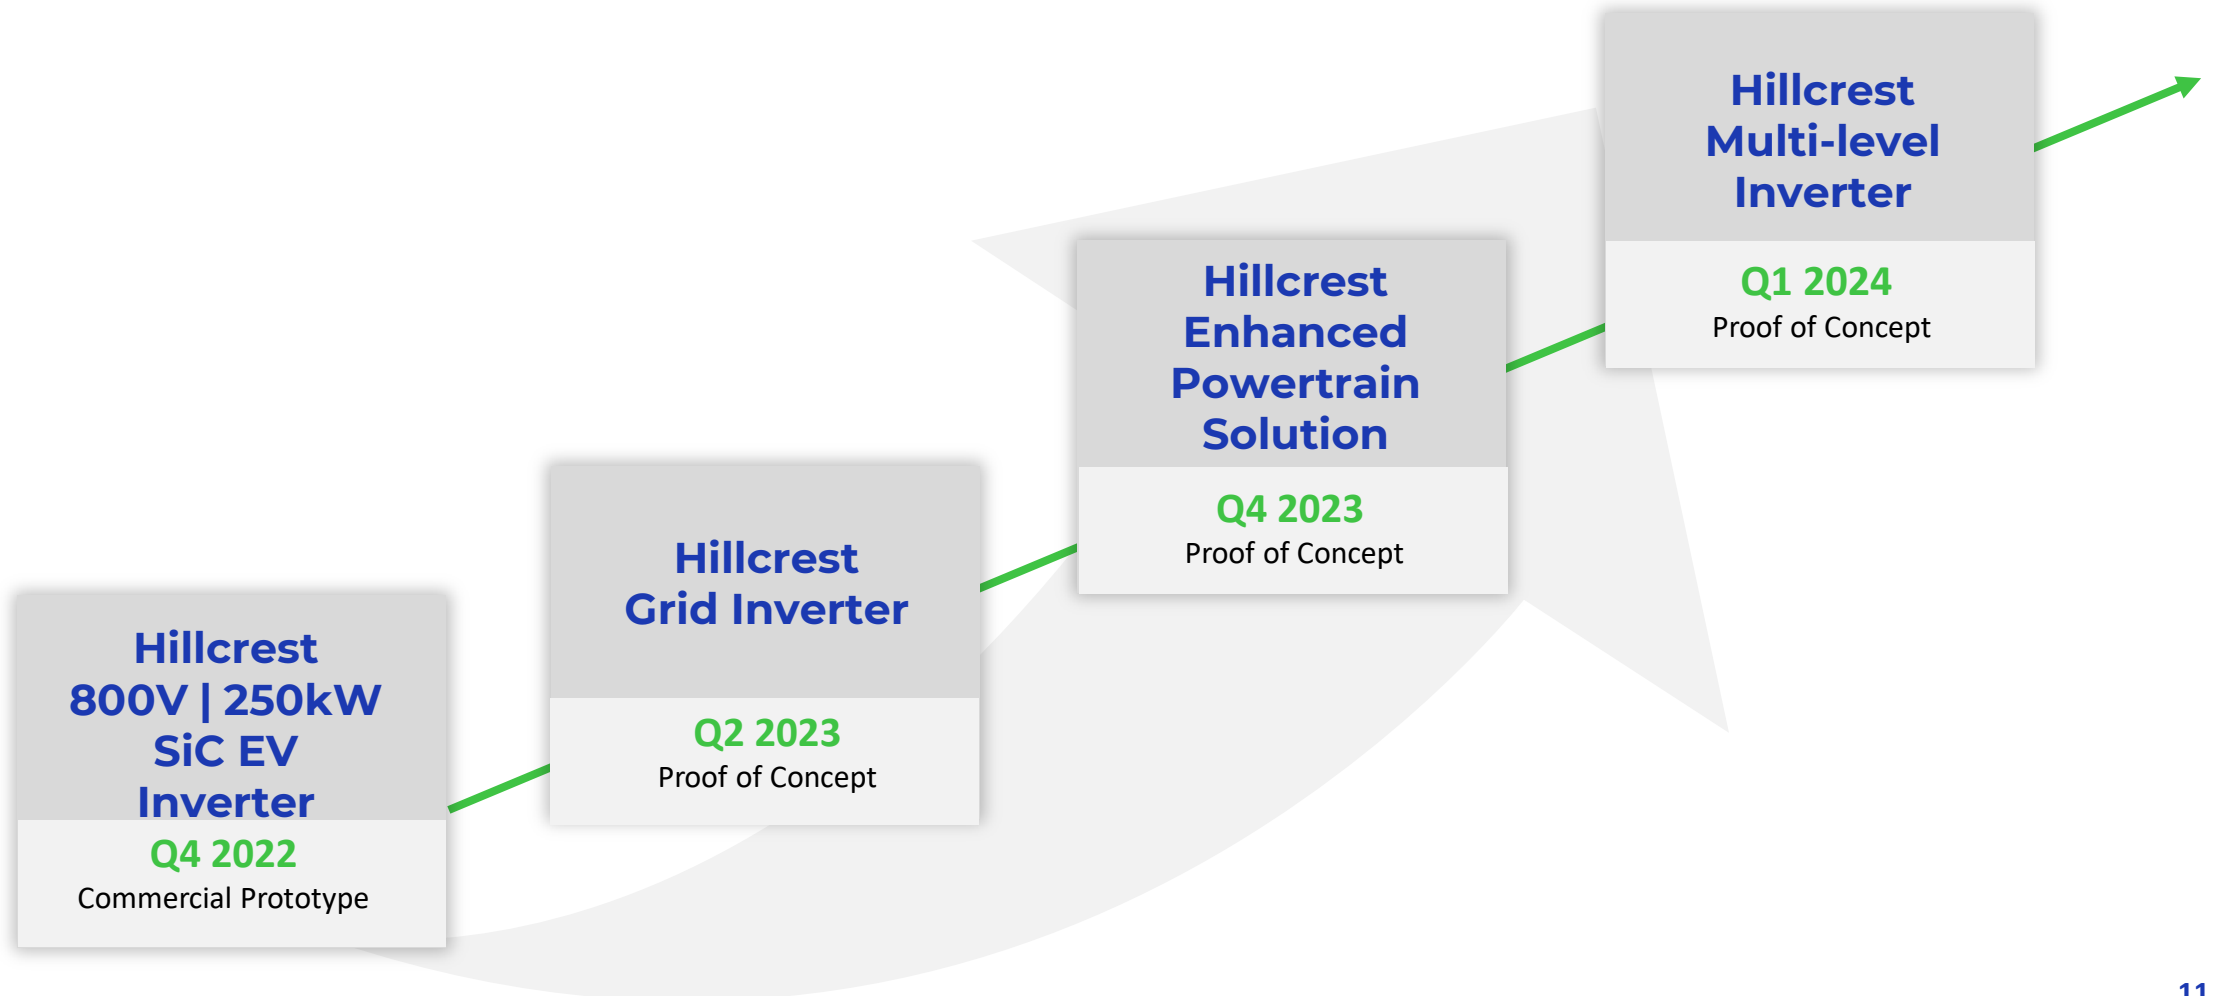 Hillcrest
800V | 250kW
SiC EV
Inverter
Q4 2022
Commercial Prototype
Hillcrest
Grid Inverter
Q2 2023
Proof of Concept
Hillcrest
Enhanced
Powertrain
Solution
Q4 2023
Proof of Concept
Hillcrest
Multi-level
Inverter
Q1 2024
Proof of Concept
11